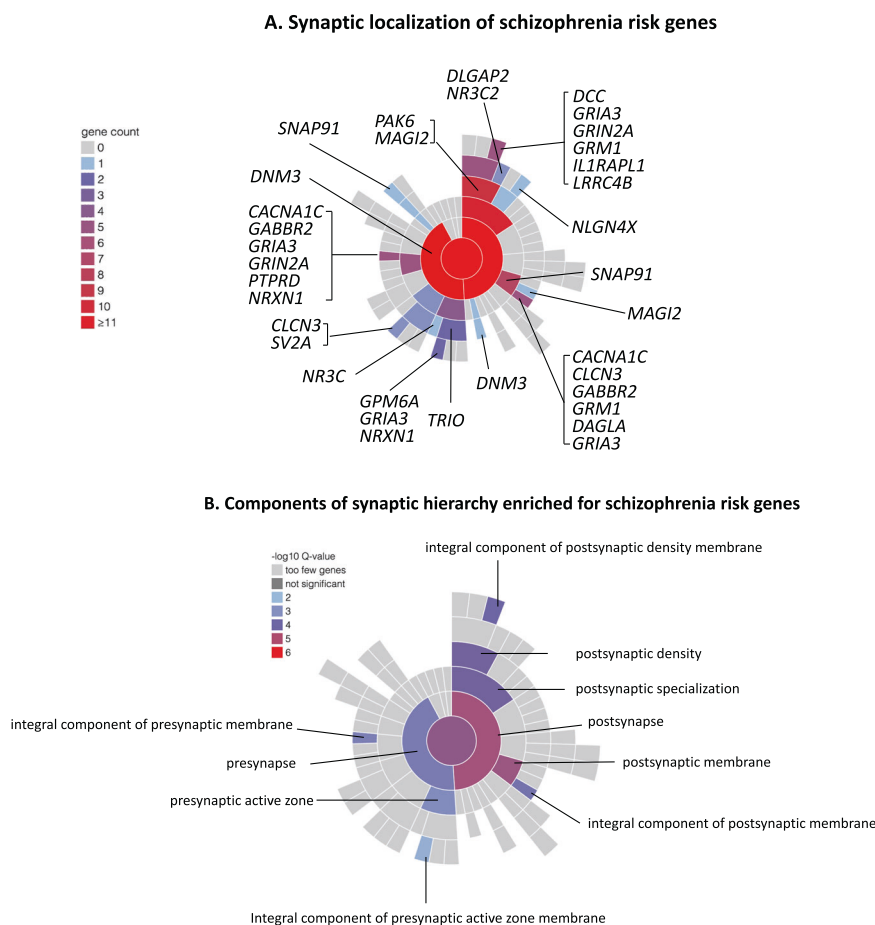 A. Synaptic localization of schizophrenia risk genes
DLGAP2
NR3C2
DCC
GRIA3
GRIN2A
GRM1
IL1RAPL1
LRRC4B
PAK6
MAGI2
SNAP91
DNM3
gene count
0
1
2
3
4
5
6
7
8
9
10
≥11
CACNA1C
GABBR2
GRIA3
GRIN2A
PTPRD
NRXN1
NLGN4X
SNAP91
MAGI2
CLCN3
SV2A
NR3C
GPM6A
GRIA3
NRXN1
TRIO
DNM3
CACNA1C
CLCN3
GABBR2
GRM1
DAGLA
GRIA3
B. Components of synaptic hierarchy enriched for schizophrenia risk genes
-log10 Q-value
too few genes
not significant
2
3
4
5
6
integral component of postsynaptic density membrane
postsynaptic density
postsynaptic specialization
postsynapse
integral component of presynaptic membrane
presynapse
postsynaptic membrane
presynaptic active zone
integral component of postsynaptic membrane
Integral component of presynaptic active zone membrane